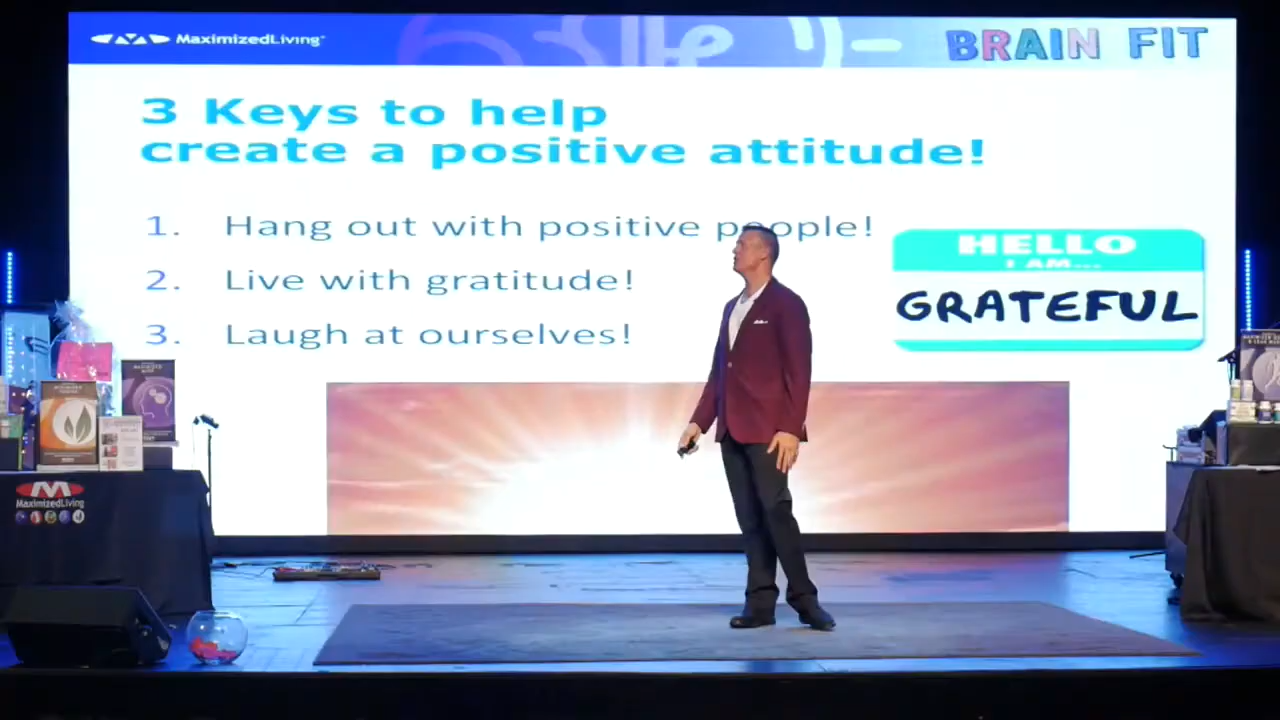 MaximizedLiving
BRAIN FIT
3 Keys to help
create a positive attitude!
1. Hang out with positive people!
2. Live with gratitude!
3. Laugh at ourselves!
HELLO
I AM...
GRATEFUL
MaximizedLiving